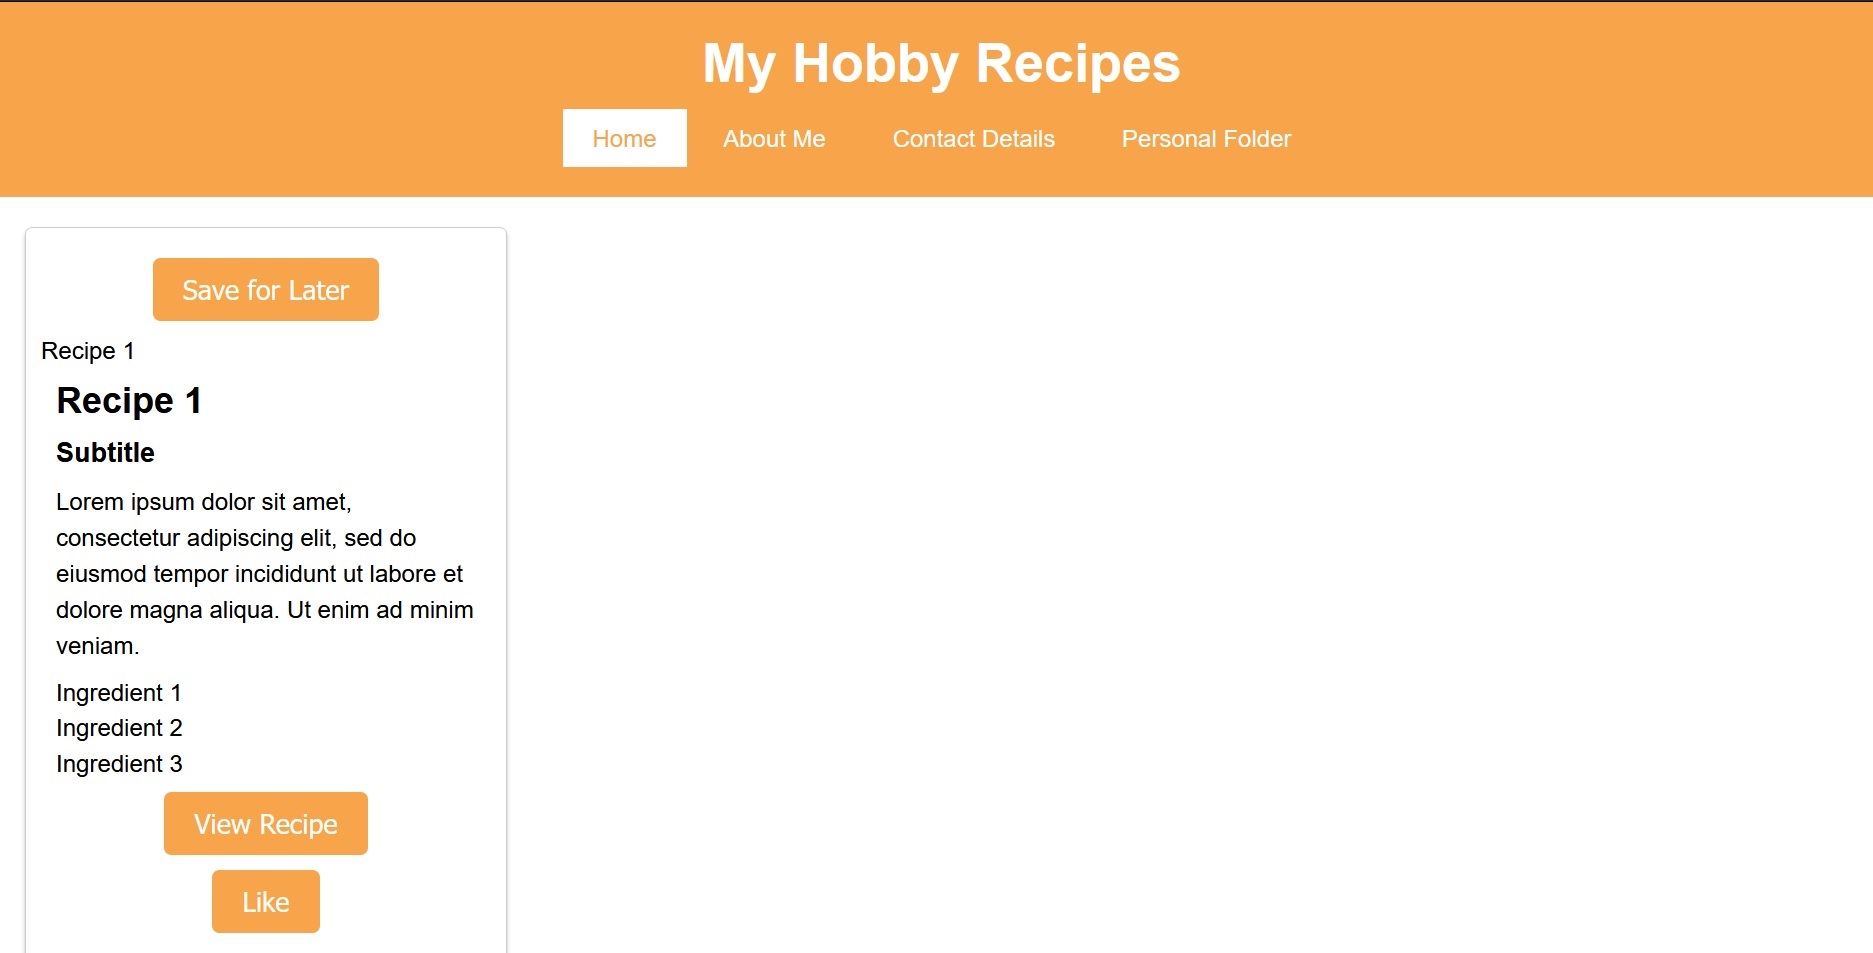 My Hobby Recipes
Home About Me Contact Details Personal Folder
Save for Later
Recipe 1
Recipe 1
Subtitle
Lorem ipsum dolor sit amet,
consectetur adipiscing elit, sed do
eiusmod tempor incididunt ut labore et
dolore magna aliqua. Ut enim ad minim
veniam.
Ingredient 1
Ingredient 2
Ingredient 3
View Recipe
Like